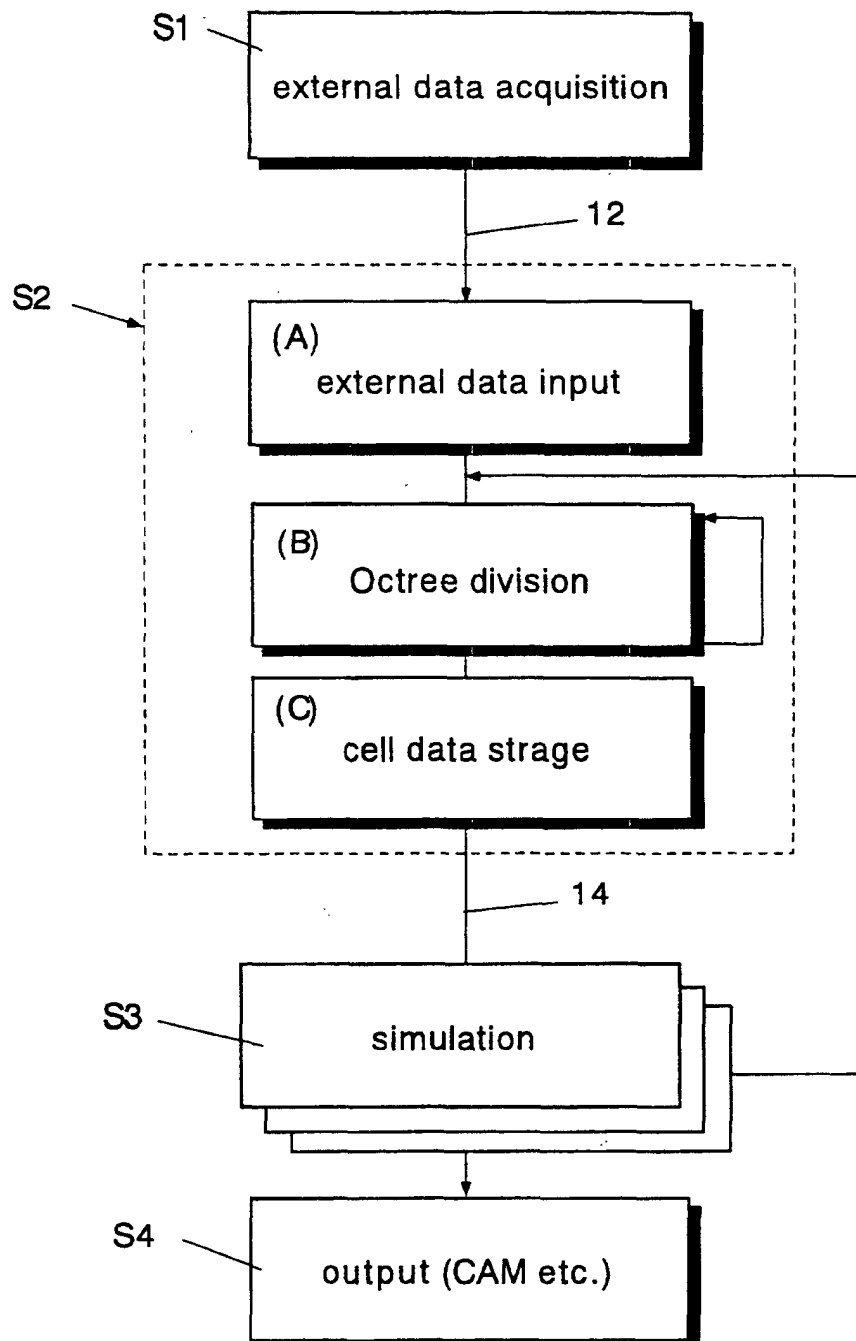 S1
external data acquisition
12
S2
(A)
external data input
(B)
Octree division
(C)
cell data strage
14
S3
simulation
S4
output (CAM etc.)